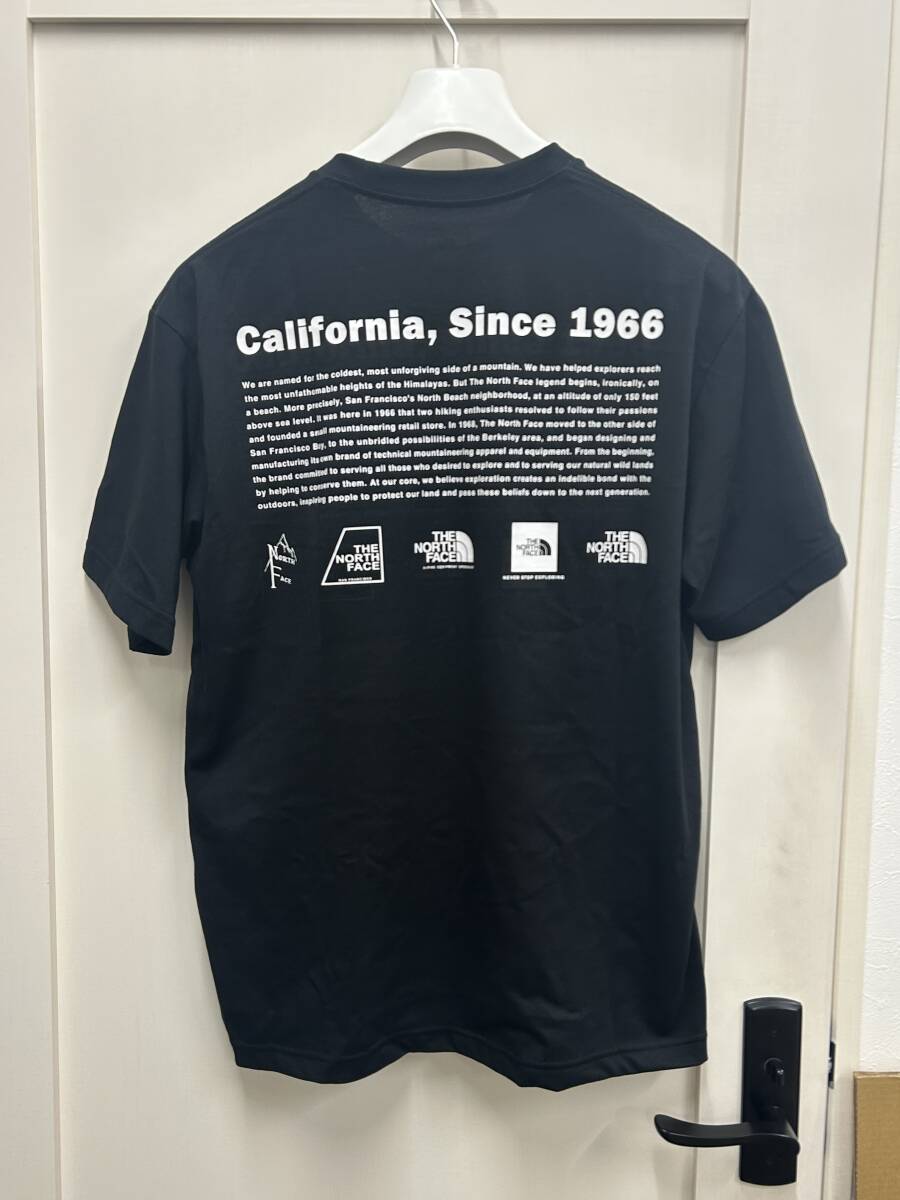 California, Since 1966
We are named for the coldest, most unforgiving side of a mountain. We have helped explorers reach
the most unfathomable heights of the Himalayas. But The North Face legend begins, ironically, on
a beach. More precisely, San Francisco's North Beach neighborhood, at an altitude of only 150 feet
above sea level. It was here in 1966 that two hiking enthusiasts resolved to follow their passions
and founded a small mountaineering retail store. In 1968, The North Face moved to the other side of
San Francisco Bay, to the unbridled possibilities of the Berkeley area, and began designing and
manufacturing its own brand of technical mountaineering apparel and equipment. From the beginning,
the brand committed to serving all those who desired to explore and to serving our natural wild lands
by helping to conserve them. At our core, we believe exploration creates an indelible bond with the
outdoors, inspiring people to protect our land and pass these beliefs down to the next generation.
North
Face
THE
NORTH
FACE
SAN FRANCISCO
THE
NORTH
FACE
THE
NORTH
FACE
NEVER STOP EXPLORING
THE
NORTH
FACE